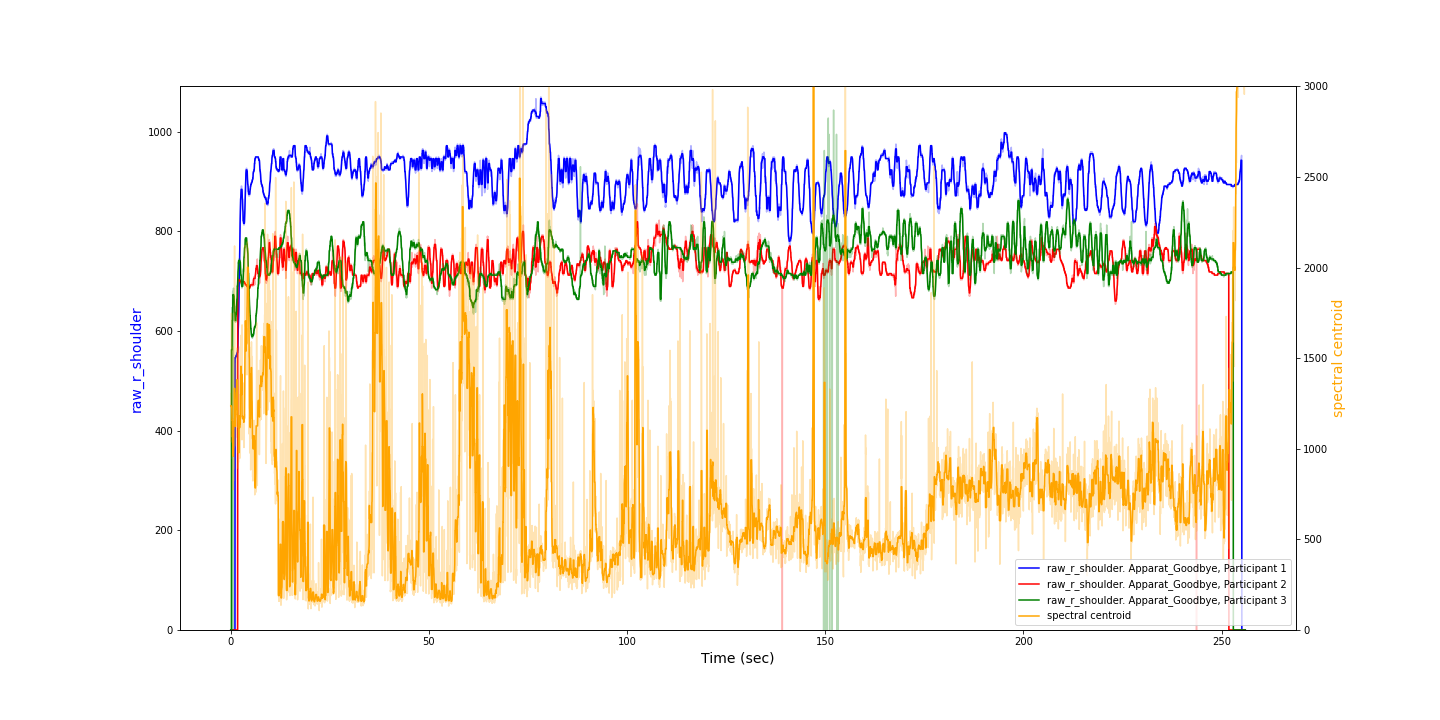 3000
1000
2500
800
2000
raw_r_shoulder
600
1500
spectral centroid
400
1000
200
500
raw_r_shoulder. Apparat_Goodbye, Participant 1
raw_r_shoulder. Apparat_Goodbye, Participant 2
raw_r_shoulder. Apparat_Goodbye, Participant 3
spectral centroid
0
0
0
50
100
150
200
250
Time (sec)